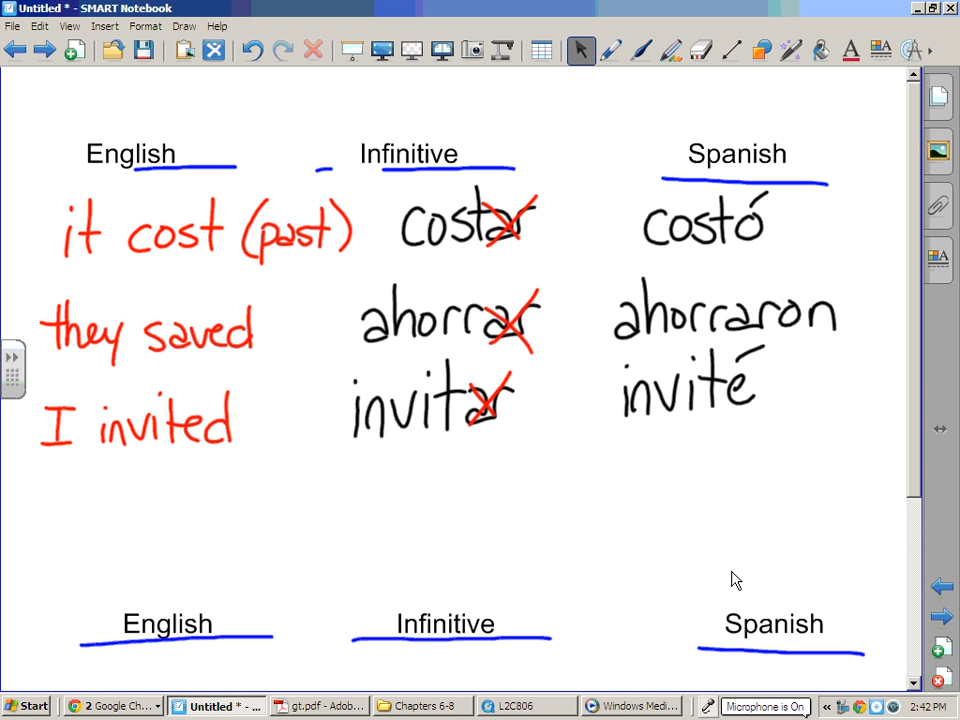 Untitled * - SMART Notebook
File Edit View Insert Format Draw Help
English Infinitive Spanish
it cost (past) costar costó
they saved ahorrar ahorraron
I invited invitar invité
English Infinitive Spanish
Start 2 Google Ch... Untitled * - ... gt.pdf - Adob... Chapters 6-8 L2C806 Windows Medi... Microphone is On 2:42 PM